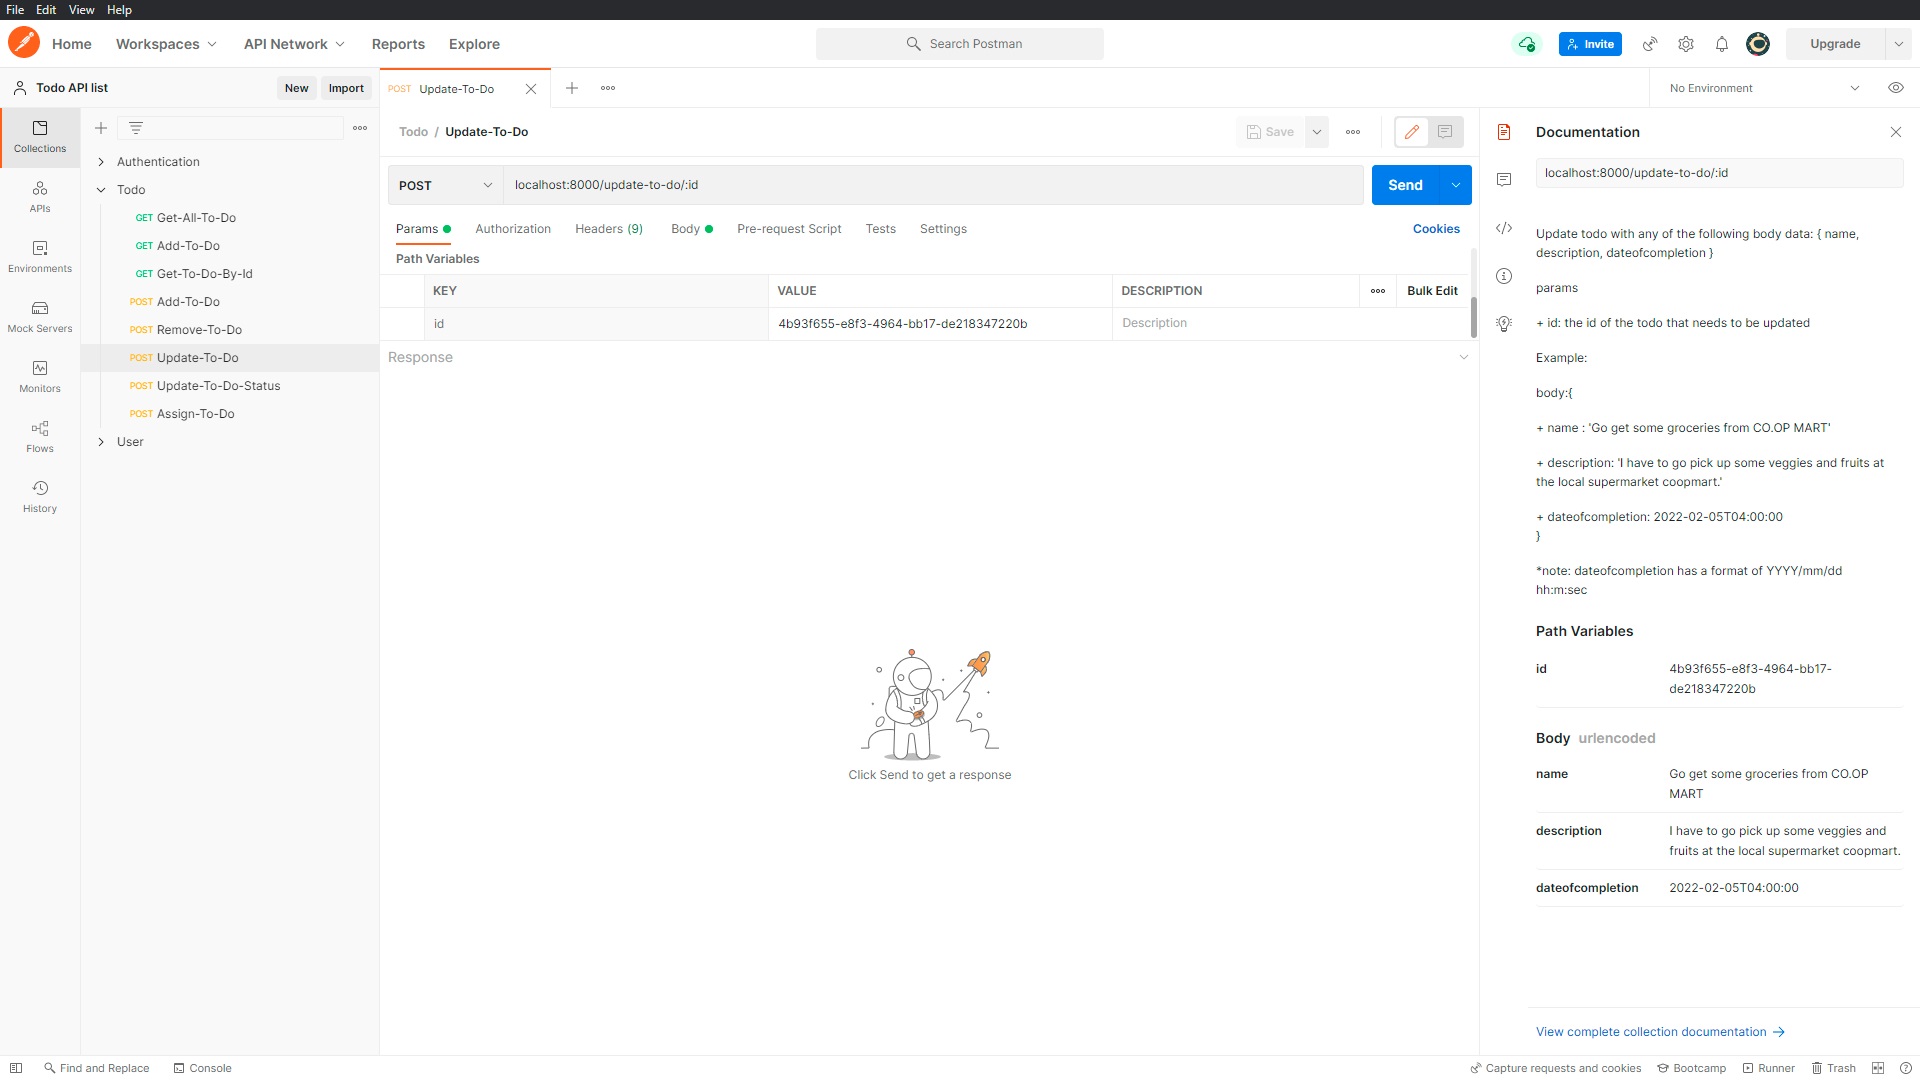 File Edit View Help
Home Workspaces API Network Reports Explore Search Postman Invite Upgrade
Todo API list New Import POST Update-To-Do No Environment
Collections
APIs
Environments
Mock Servers
Monitors
Flows
History
Authentication
Todo
GET Get-All-To-Do
GET Add-To-Do
GET Get-To-Do-By-Id
POST Add-To-Do
POST Remove-To-Do
POST Update-To-Do
POST Update-To-Do-Status
POST Assign-To-Do
User
Todo / Update-To-Do Save
POST localhost:8000/update-to-do/:id Send
Params Authorization Headers (9) Body Pre-request Script Tests Settings Cookies
Path Variables
KEY VALUE DESCRIPTION Bulk Edit
id 4b93f655-e8f3-4964-bb17-de218347220b Description
Response
Click Send to get a response
Documentation
localhost:8000/update-to-do/:id
Update todo with any of the following body data: { name,
description, dateofcompletion }
params
+ id: the id of the todo that needs to be updated
Example:
body:{
+ name : 'Go get some groceries from CO.OP MART'
+ description: 'I have to go pick up some veggies and fruits at
the local supermarket coopmart.'
+ dateofcompletion: 2022-02-05T04:00:00
}
*note: dateofcompletion has a format of YYYY/mm/dd
hh:m:sec
Path Variables
id 4b93f655-e8f3-4964-bb17-
de218347220b
Body urlencoded
name Go get some groceries from CO.OP
MART
description I have to go pick up some veggies and
fruits at the local supermarket coopmart.
dateofcompletion 2022-02-05T04:00:00
View complete collection documentation →
Find and Replace Console Capture requests and cookies Bootcamp Runner Trash